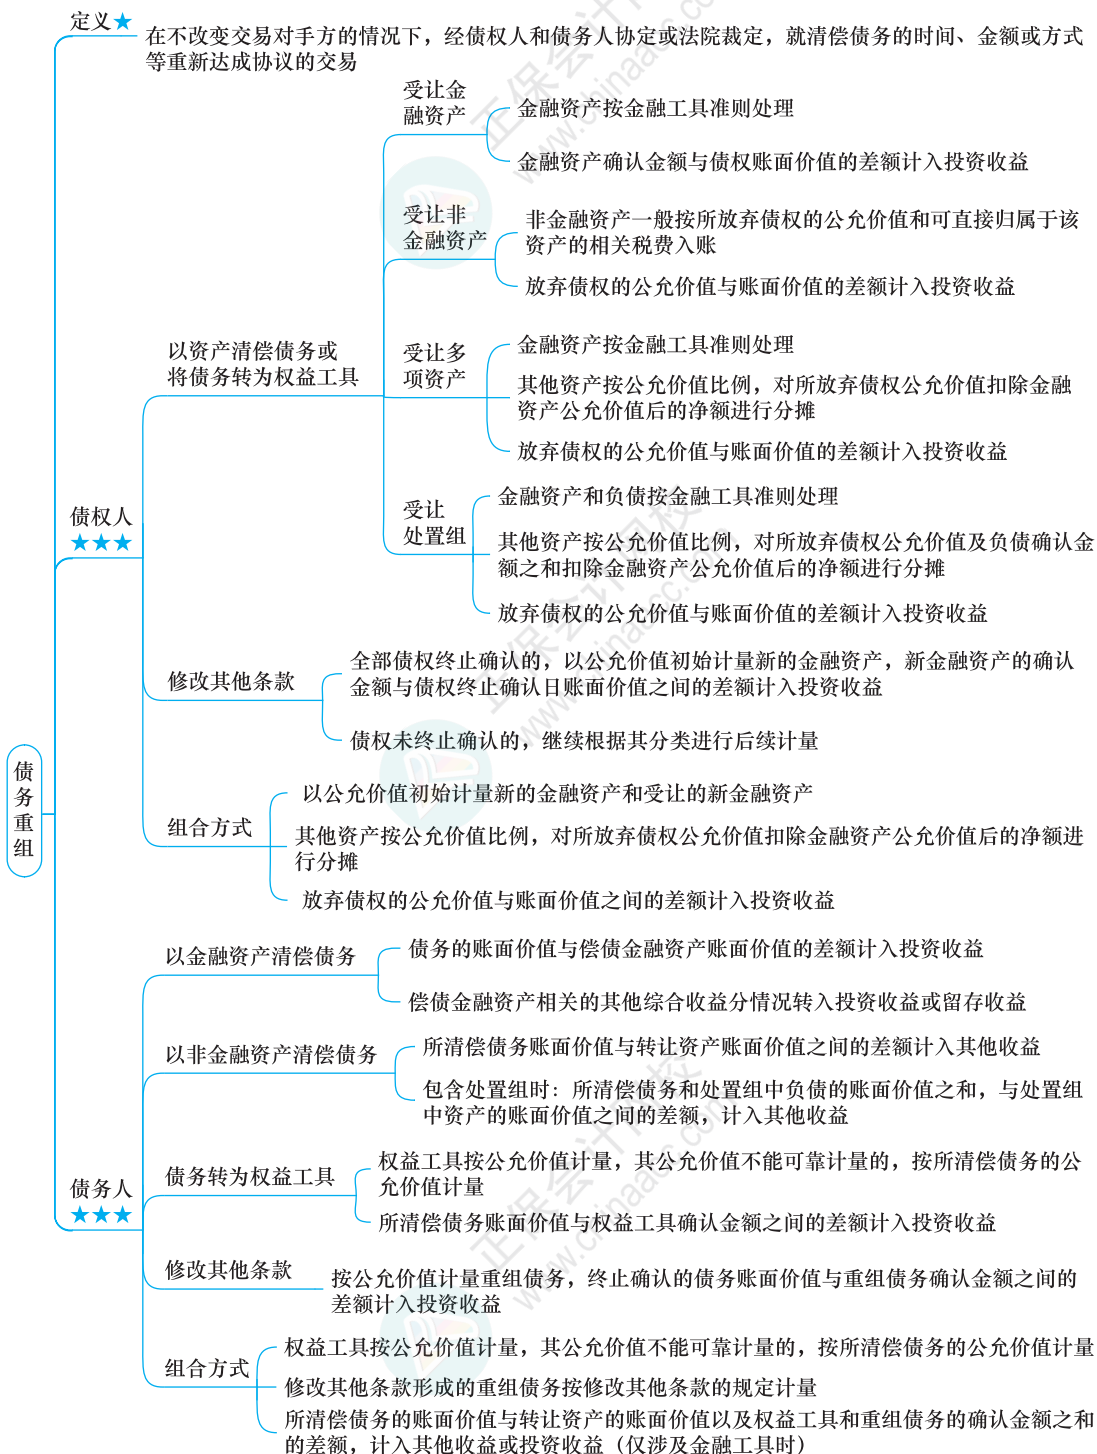 定义★
在不改变交易对手方的情况下，经债权人和债务人协定或法院裁定，就清偿债务的时间、金额或方式
等重新达成协议的交易
受让金
融资产
金融资产按金融工具准则处理
金融资产确认金额与债权账面价值的差额计入投资收益
受让非
金融资产
非金融资产一般按所放弃债权的公允价值和可直接归属于该
资产的相关税费入账
放弃债权的公允价值与账面价值的差额计入投资收益
以资产清偿债务或
将债务转为权益工具
受让多
项资产
金融资产按金融工具准则处理
其他资产按公允价值比例，对所放弃债权公允价值扣除金融
资产公允价值后的净额进行分摊
放弃债权的公允价值与账面价值的差额计入投资收益
债权人
★★★
受让
处置组
金融资产和负债按金融工具准则处理
其他资产按公允价值比例，对所放弃债权公允价值及负债确认金
额之和扣除金融资产公允价值后的净额进行分摊
放弃债权的公允价值与账面价值的差额计入投资收益
修改其他条款
全部债权终止确认的，以公允价值初始计量新的金融资产，新金融资产的确认
金额与债权终止确认日账面价值之间的差额计入投资收益
债权未终止确认的，继续根据其分类进行后续计量
债务重组
组合方式
以公允价值初始计量新的金融资产和受让的新金融资产
其他资产按公允价值比例，对所放弃债权公允价值扣除金融资产公允价值后的净额进
行分摊
放弃债权的公允价值与账面价值之间的差额计入投资收益
以金融资产清偿债务
债务的账面价值与偿债金融资产账面价值的差额计入投资收益
偿债金融资产相关的其他综合收益分情况转入投资收益或留存收益
以非金融资产清偿债务
所清偿债务账面价值与转让资产账面价值之间的差额计入其他收益
包含处置组时：所清偿债务和处置组中负债的账面价值之和，与处置组
中资产的账面价值之间的差额，计入其他收益
债务人
★★★
债务转为权益工具
权益工具按公允价值计量，其公允价值不能可靠计量的，按所清偿债务的公
允价值计量
所清偿债务账面价值与权益工具确认金额之间的差额计入投资收益
修改其他条款
按公允价值计量重组债务，终止确认的债务账面价值与重组债务确认金额之间的
差额计入投资收益
组合方式
权益工具按公允价值计量，其公允价值不能可靠计量的，按所清偿债务的公允价值计量
修改其他条款形成的重组债务按修改其他条款的规定计量
所清偿债务的账面价值与转让资产的账面价值以及权益工具和重组债务的确认金额之和
的差额，计入其他收益或投资收益（仅涉及金融工具时）
正保会计网校
www.chinaacc.com
正保会计网校
www.chinaacc.com
正保会计网校
www.chinaacc.com